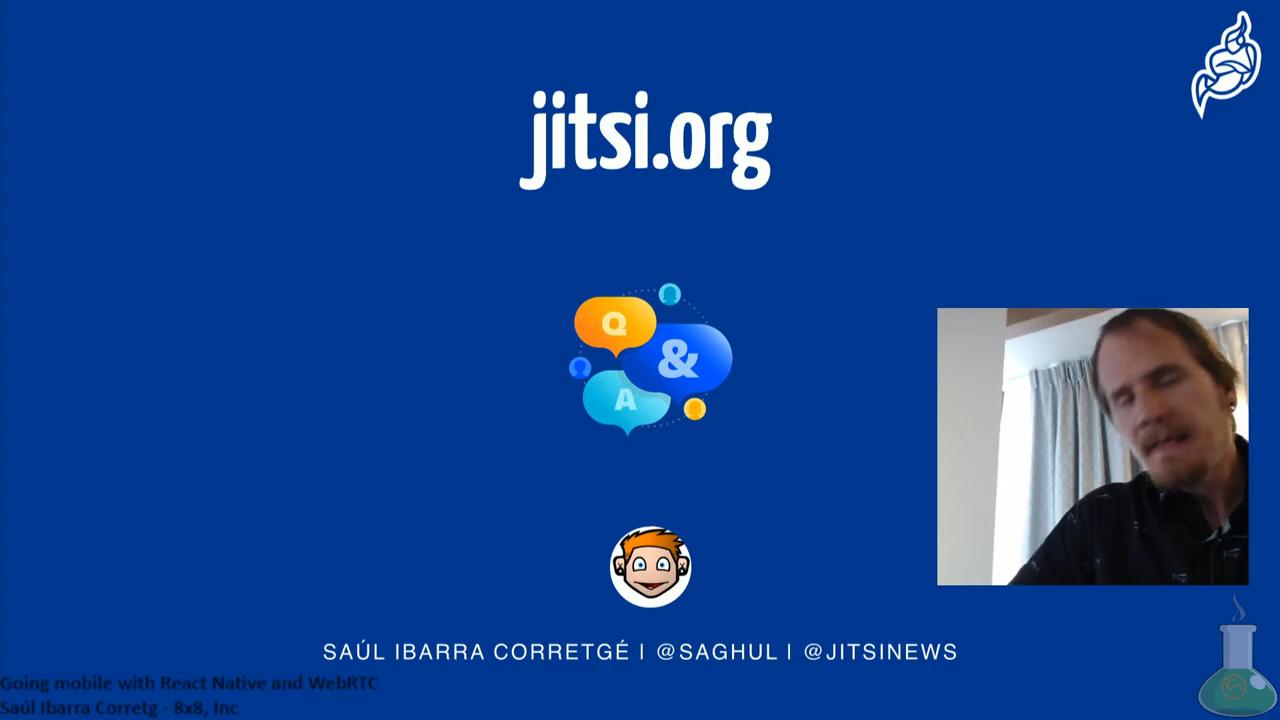 jitsi.org
Q
&
A
SAÚL IBARRA CORRETGÉ | @SAGHUL | @JITSINEWS
Going mobile with React Native and WebRTC
Saúl Ibarra Corretg - 8x8, Inc